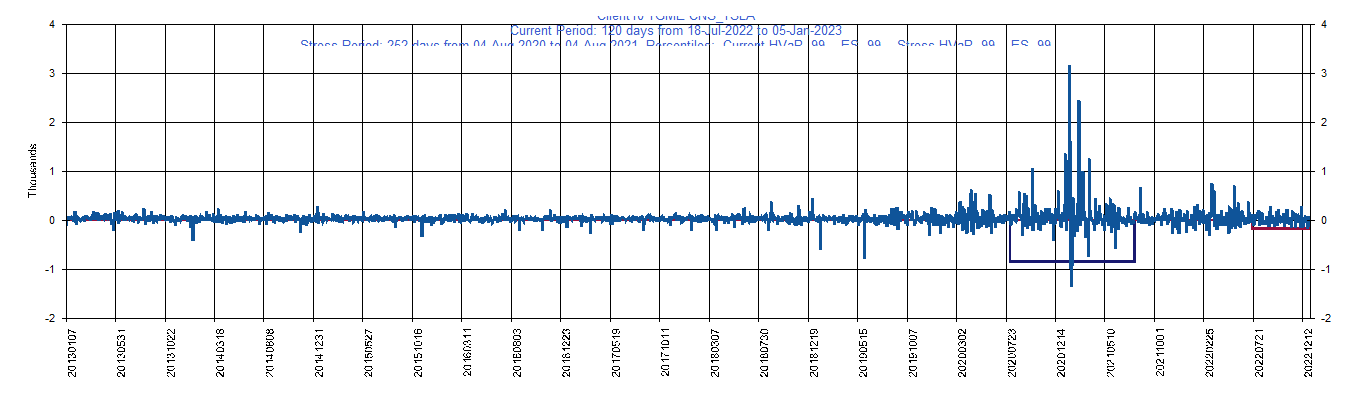 Current Period: 120 days from 18-Jul-2022 to 05-Jan-2023
Stress Period: 252 days from 04-Aug-2020 to 04-Aug-2021 Percentiles: Current HVaR 99 ES 99 Stress HVaR 99 ES 99
4 4
3 3
2 2
1 1
0 0
-1 -1
-2 -2
Thousands
20130107 20130531 20131022 20140318 20140808 20141231 20150527 20151016 20160311 20160803 20161223 20170519 20171011 20180307 20180730 20181219 20190515 20191007 20200302 20200723 20201214 20210510 20211001 20220225 20220721 20221212